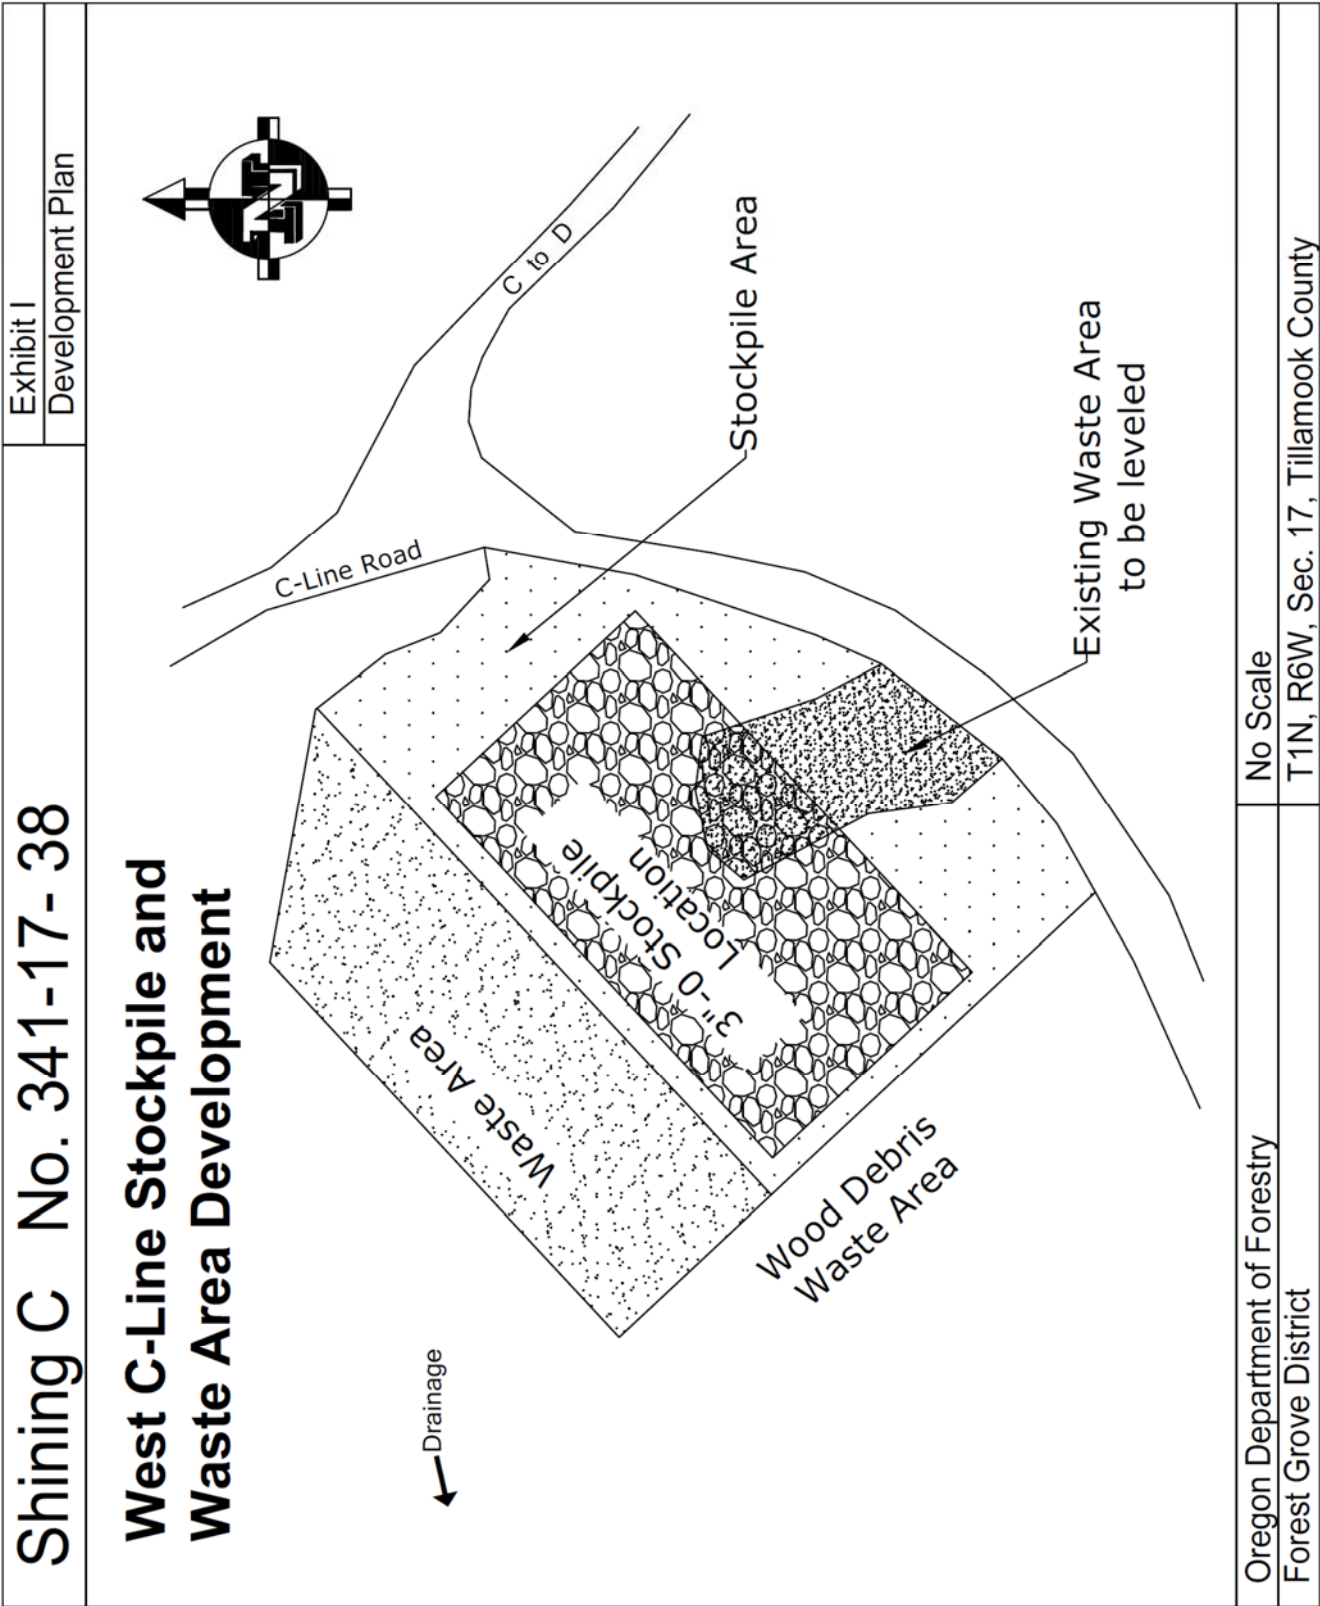 Shining C No. 341-17- 38
Exhibit I
Development Plan
West C-Line Stockpile and
Waste Area Development
C-Line Road
C to D
Stockpile Area
Waste Area
3"-0 Stockpile
Location
Drainage
Wood Debris
Waste Area
Existing Waste Area
to be leveled
Oregon Department of Forestry
Forest Grove District
No Scale
T1N, R6W, Sec. 17, Tillamook County